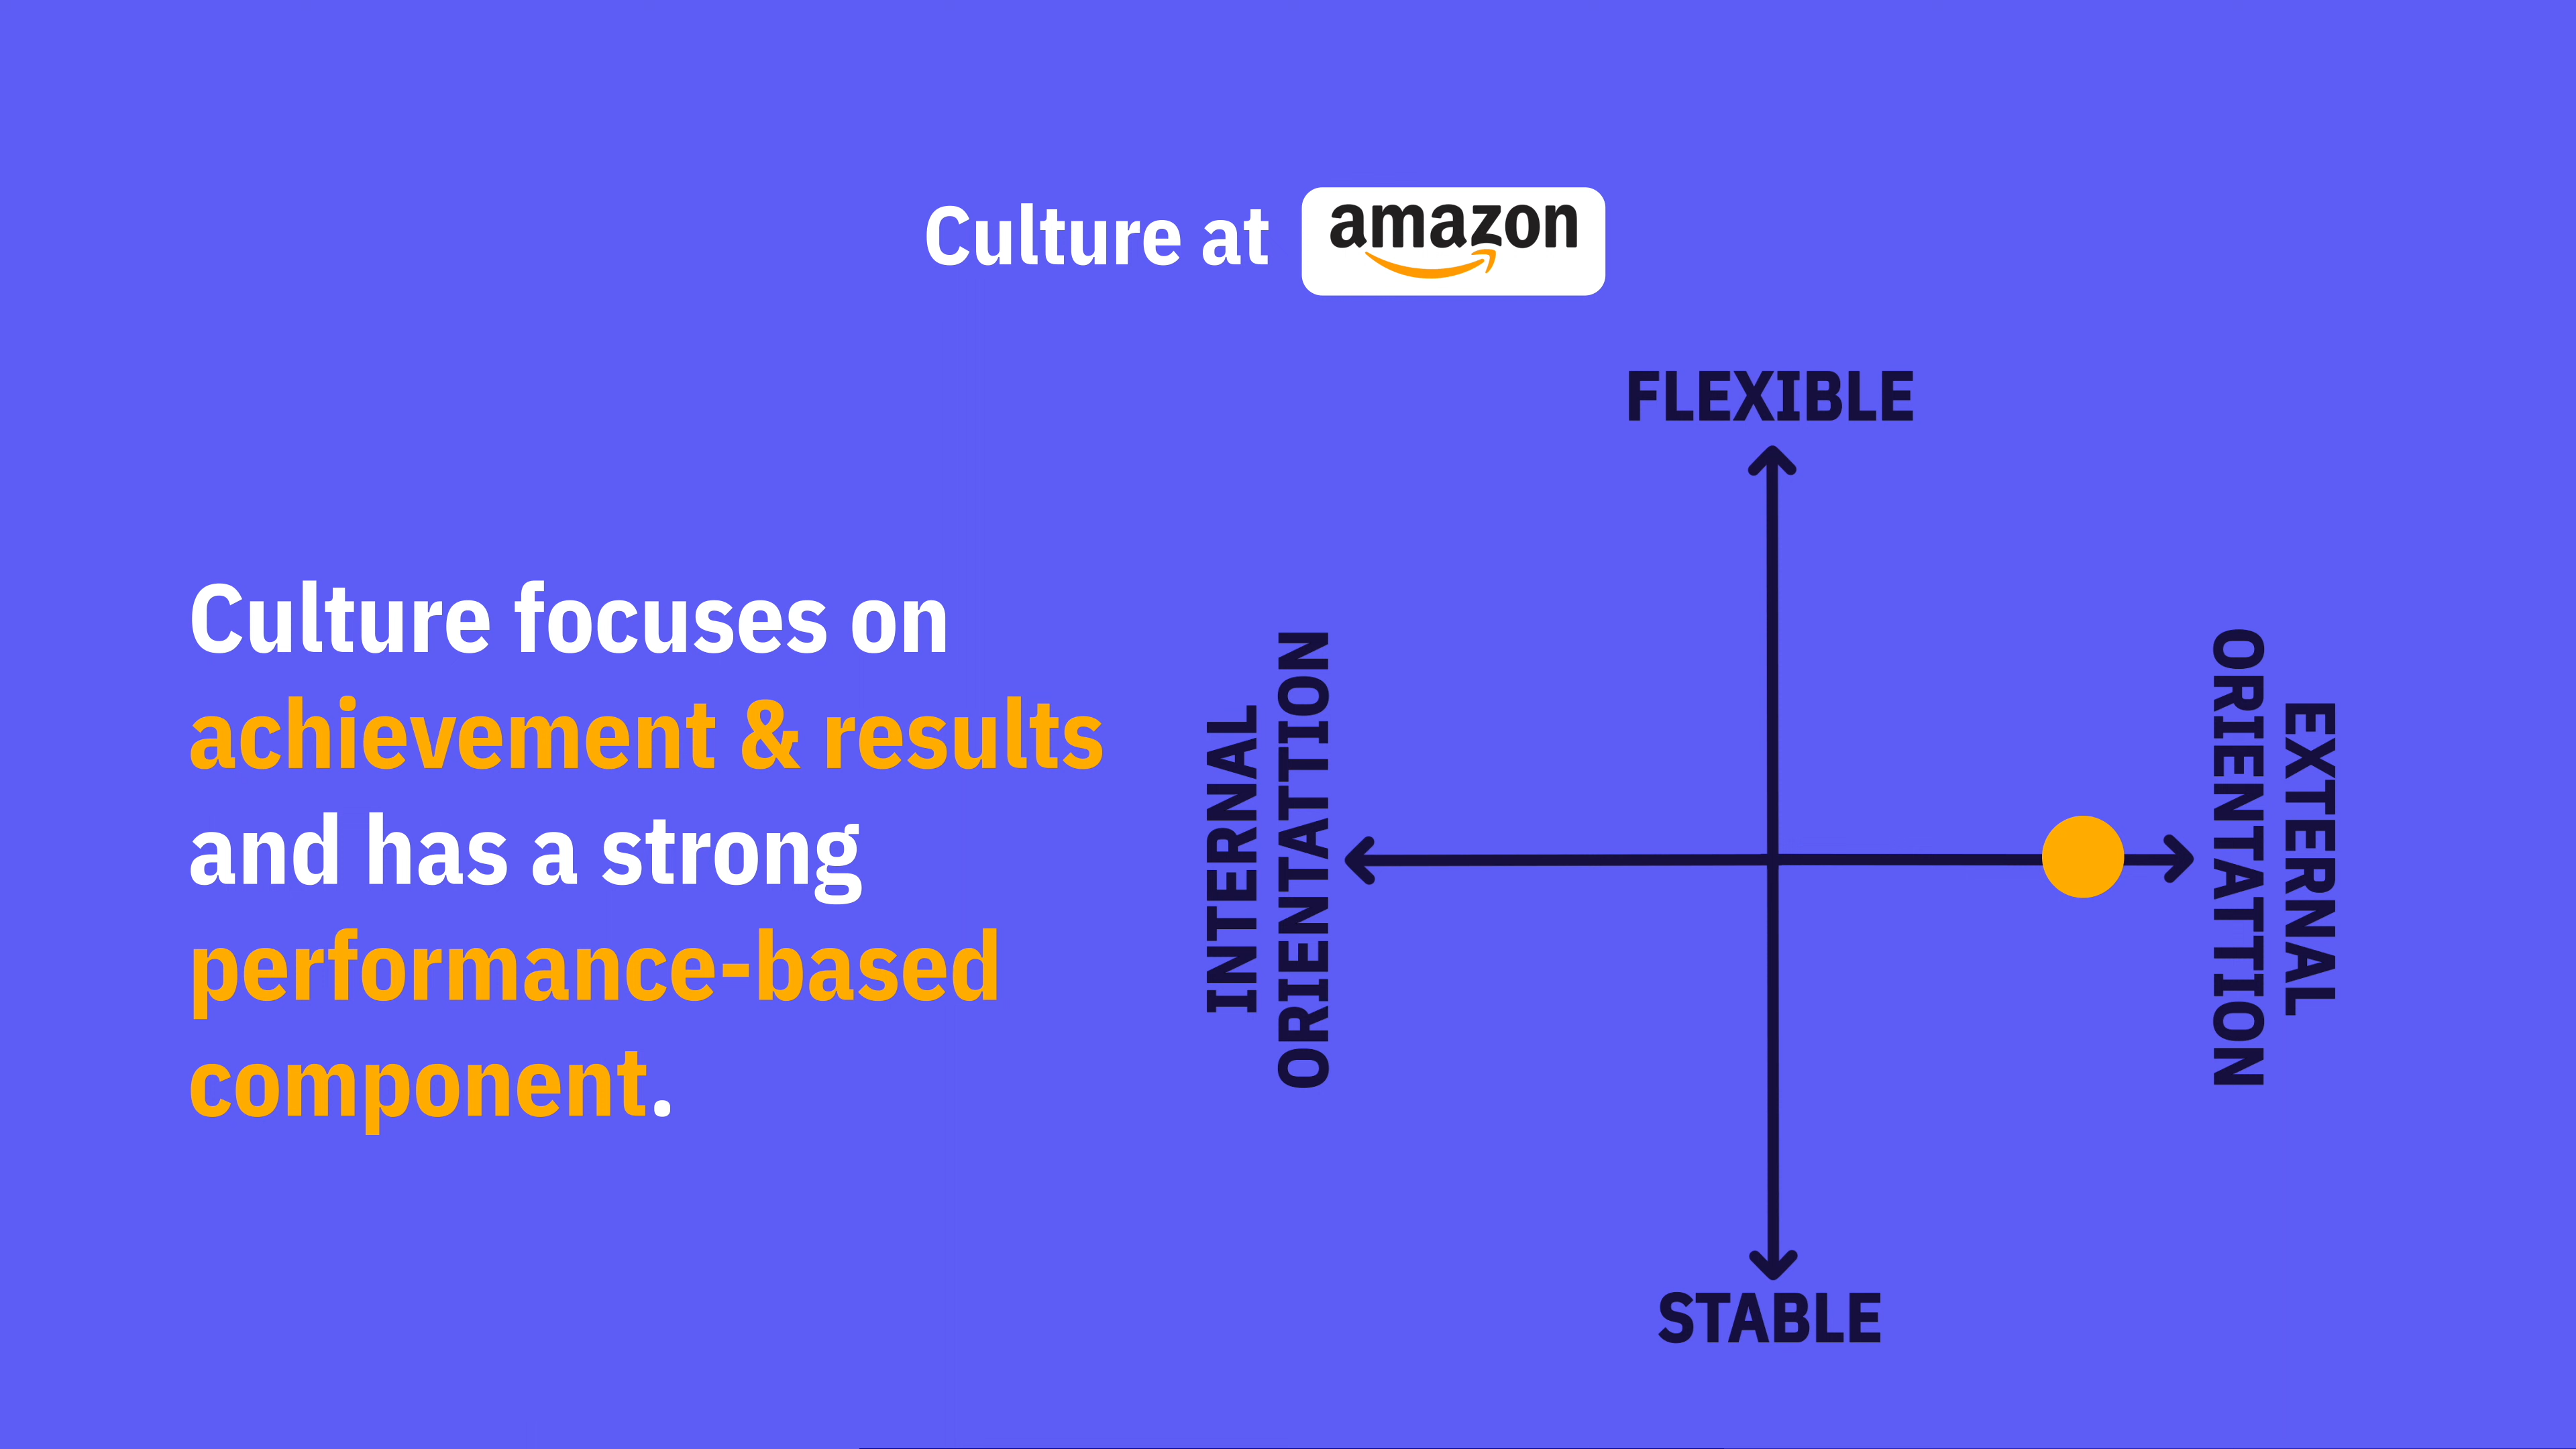 Culture at amazon
FLEXIBLE
Culture focuses on
achievement & results
and has a strong
performance-based
component.
INTERNAL
ORIENTATTION
ORIENTATTION
EXTERNAL
STABLE